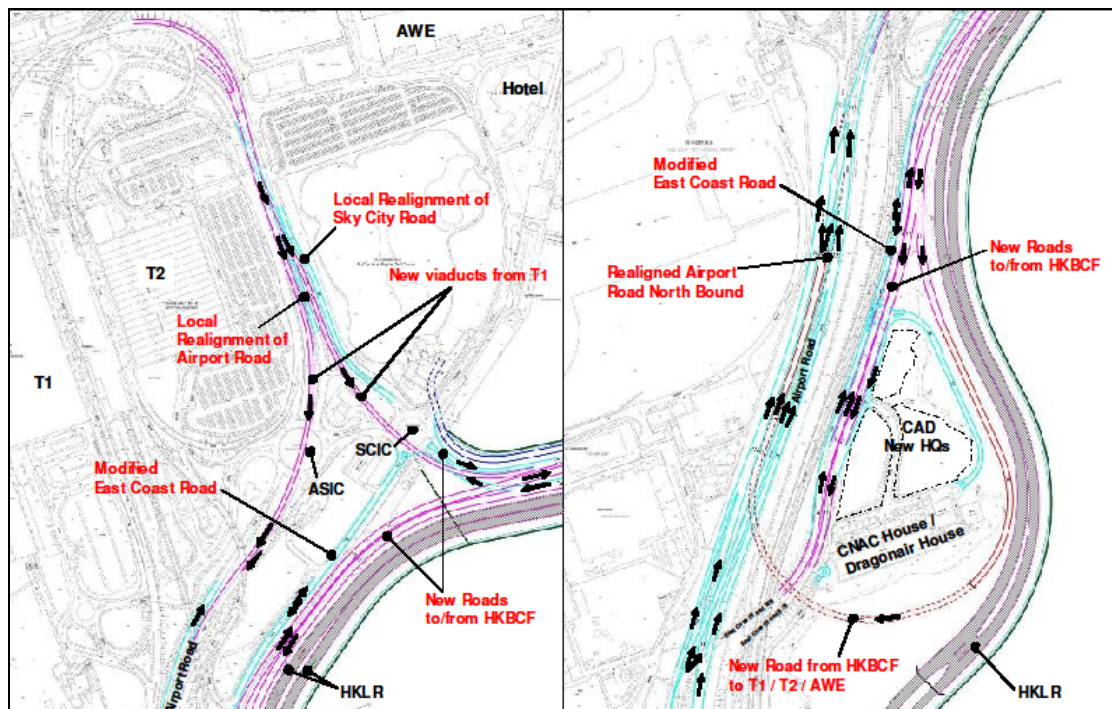 AWE
Hotel
Local Realignment of
Sky City Road
New viaducts from T1
T2
Local
Realignment of
Airport Road
T1
SCIC
Modified
East Coast Road
ASIC
New Roads
to/from HKBCF
Airport Road
HKLR
Modified
East Coast Road
New Roads
to/from HKBCF
Realigned Airport
Road North Bound
Airport Road
CAD
New HQs
CNAC House /
Dragonair House
New Road from HKBCF
to T1 / T2 / AWE
HKLR